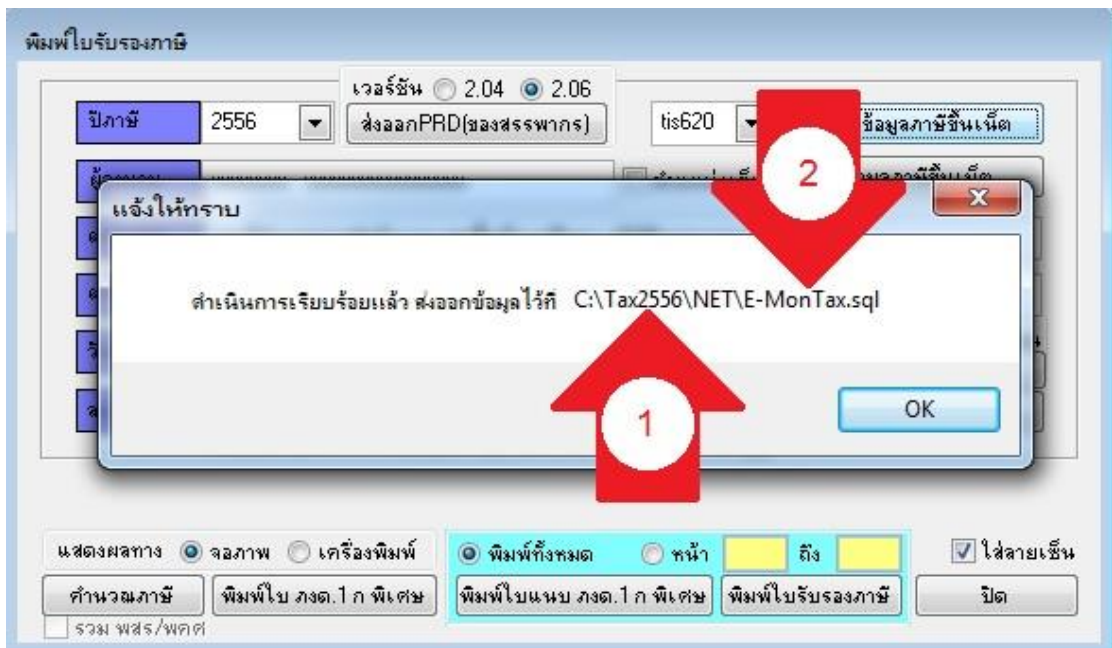 พิมพ์ใบรับรองภาษี
เวอร์ชัน 2.04 2.06
ปีภาษี 2556 ส่งออกPRD(ของสรรพากร) tis620 ข้อมูลภาษีขึ้นเน็ต
2
แจ้งให้ทราบ X
ดำเนินการเรียบร้อยแล้ว ส่งออกข้อมูลไว้ที่ C:\Tax2556\NET\E-MonTax.sql
1
OK
แสดงผลทาง จอภาพ เครื่องพิมพ์ พิมพ์ทั้งหมด หน้า ถึง ใส่ลายเซ็น
คำนวณภาษี พิมพ์ใบ ภงด.1 ก พิเศษ พิมพ์ใบแนบ ภงด.1 ก พิเศษ พิมพ์ใบรับรองภาษี ปิด
รวม พสร/พคศ